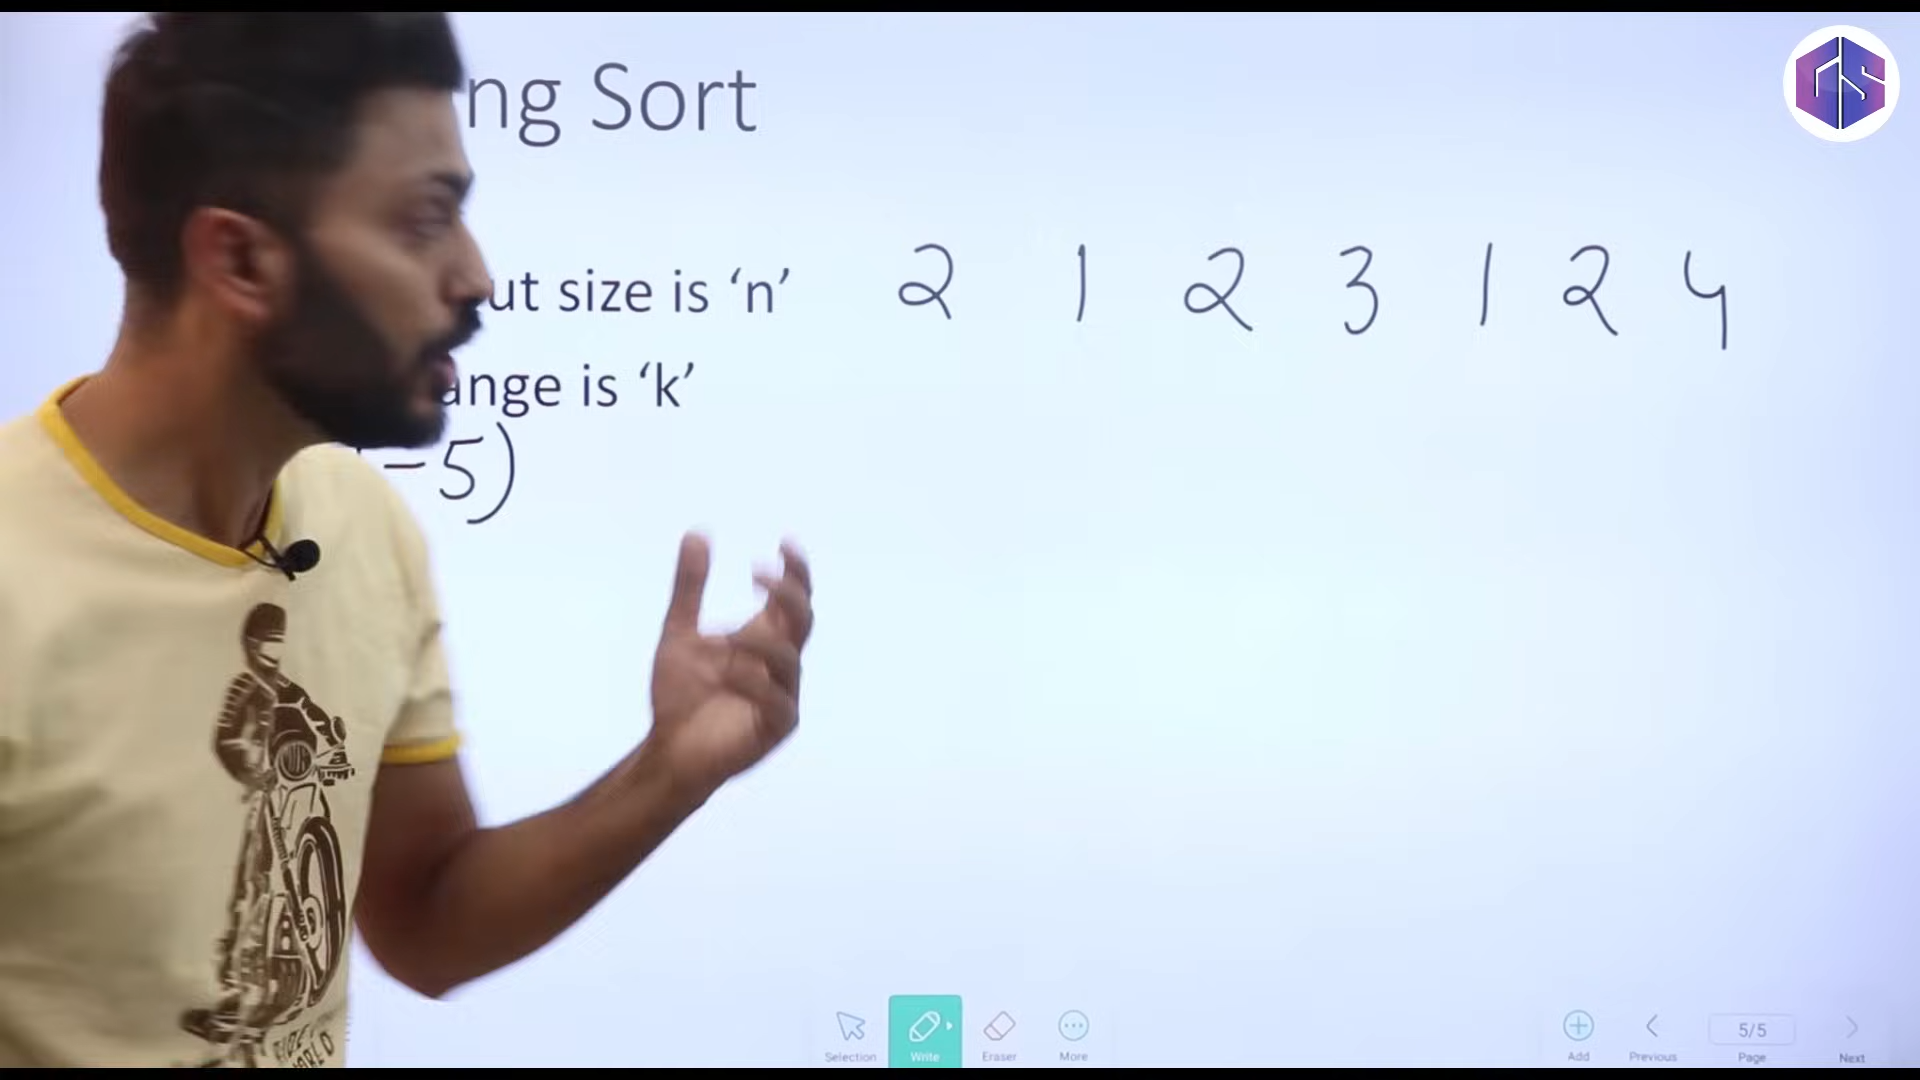 ng Sort
ut size is ‘n’ 2 1 2 3 1 2 4
ange is ‘k’
-5)
Selection
Write
Eraser
More
Add
Previous
5/5
Page
Next